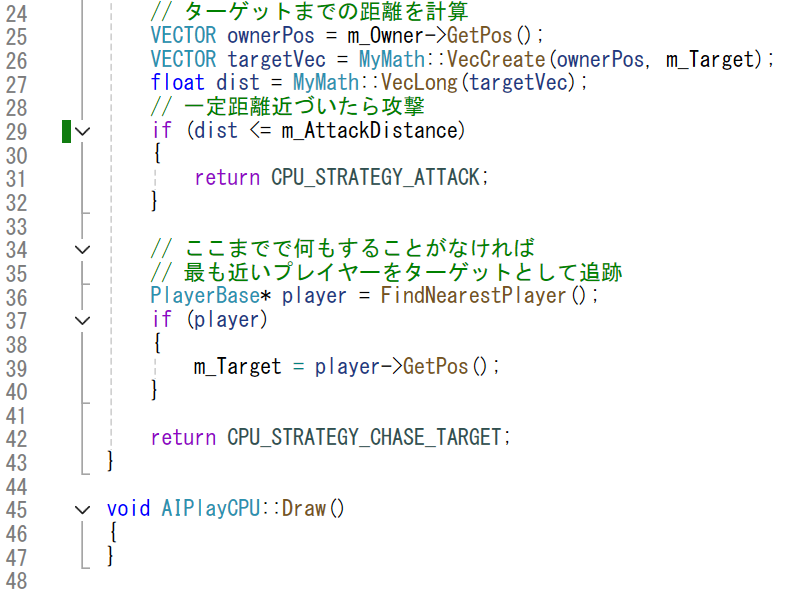 24 // ターゲットまでの距離を計算
25 VECTOR ownerPos = m_Owner->GetPos();
26 VECTOR targetVec = MyMath::VecCreate(ownerPos, m_Target);
27 float dist = MyMath::VecLong(targetVec);
28 // 一定距離近づいたら攻撃
29 if (dist <= m_AttackDistance)
30 {
31 return CPU_STRATEGY_ATTACK;
32 }
33
34 // ここまでで何もすることがなければ
35 // 最も近いプレイヤーをターゲットとして追跡
36 PlayerBase* player = FindNearestPlayer();
37 if (player)
38 {
39 m_Target = player->GetPos();
40 }
41
42 return CPU_STRATEGY_CHASE_TARGET;
43 }
44
45 void AIPlayCPU::Draw()
46 {
47 }
48